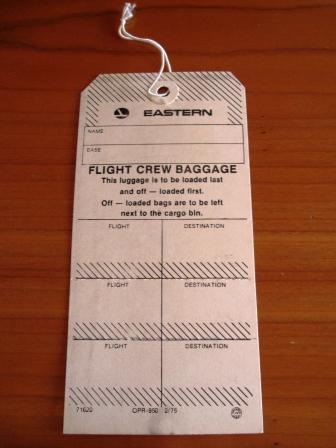 EASTERN
NAME
BASE
FLIGHT CREW BAGGAGE
This luggage is to be loaded last
and off — loaded first.
Off — loaded bags are to be left
next to the cargo bin.
FLIGHT DESTINATION
FLIGHT DESTINATION
FLIGHT DESTINATION
71620 OPR-850 2/75